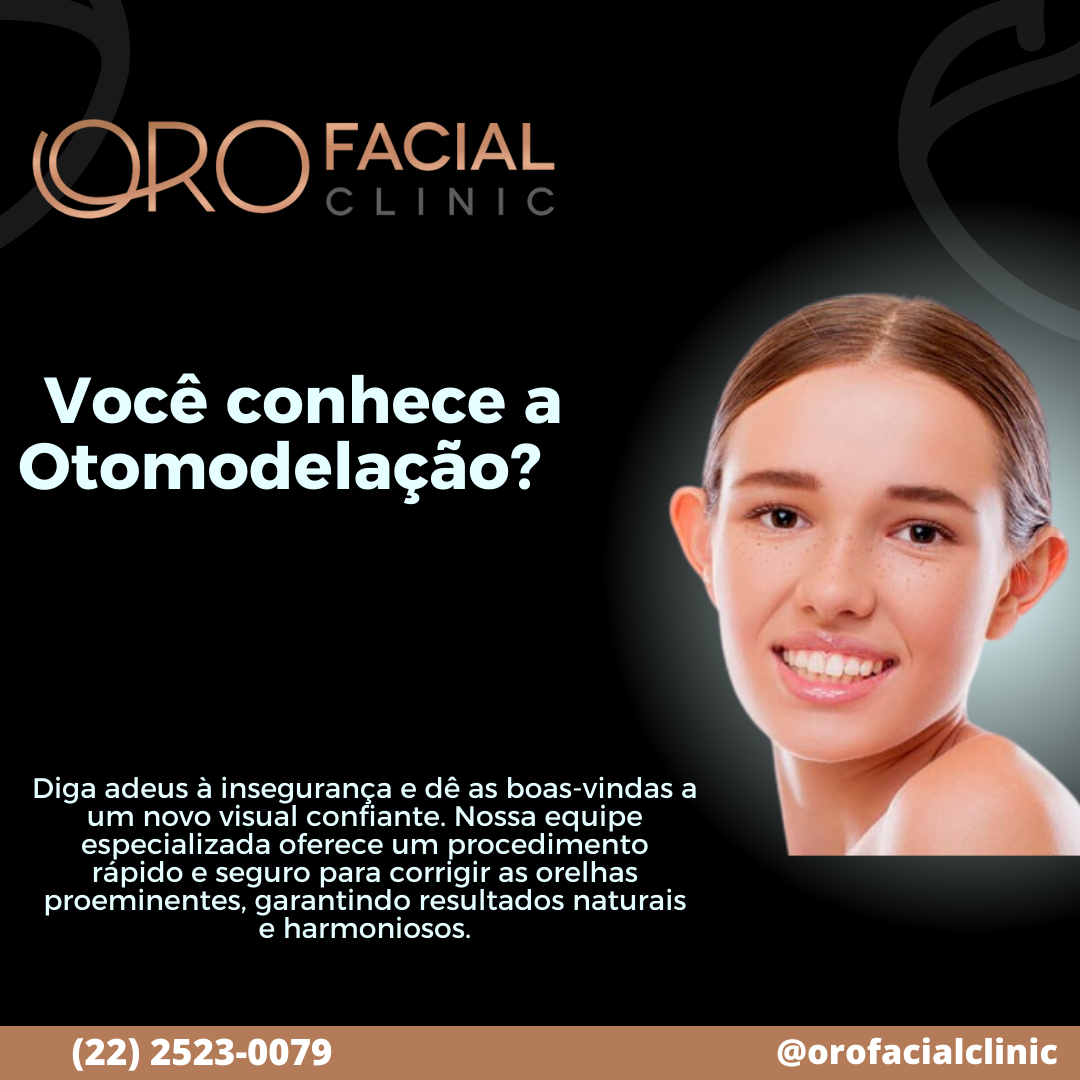 ORO FACIAL
CLINIC
Você conhece a
Otomodelação?
Diga adeus à insegurança e dê as boas-vindas a
um novo visual confiante. Nossa equipe
especializada oferece um procedimento
rápido e seguro para corrigir as orelhas
proeminentes, garantindo resultados naturais
e harmoniosos.
(22) 2523-0079
@orofacialclinic